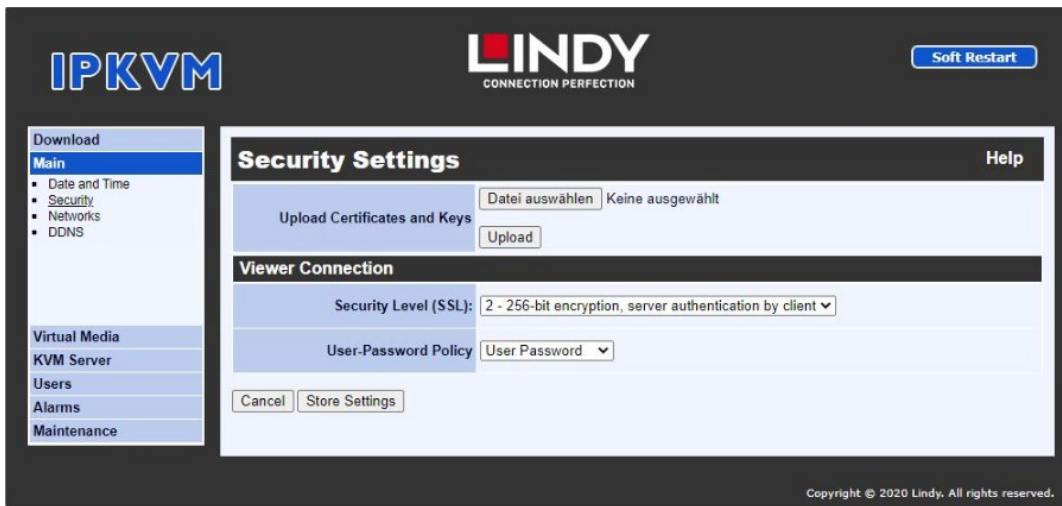 IPKVM
LINDY
CONNECTION PERFECTION
Soft Restart
Download
Main
Date and Time
Security
Networks
DDNS
Virtual Media
KVM Server
Users
Alarms
Maintenance
Security Settings
Help
Upload Certificates and Keys
Datei auswählen Keine ausgewählt
Upload
Viewer Connection
Security Level (SSL): 2 - 256-bit encryption, server authentication by client
User-Password Policy User Password
Cancel Store Settings
Copyright © 2020 Lindy. All rights reserved.